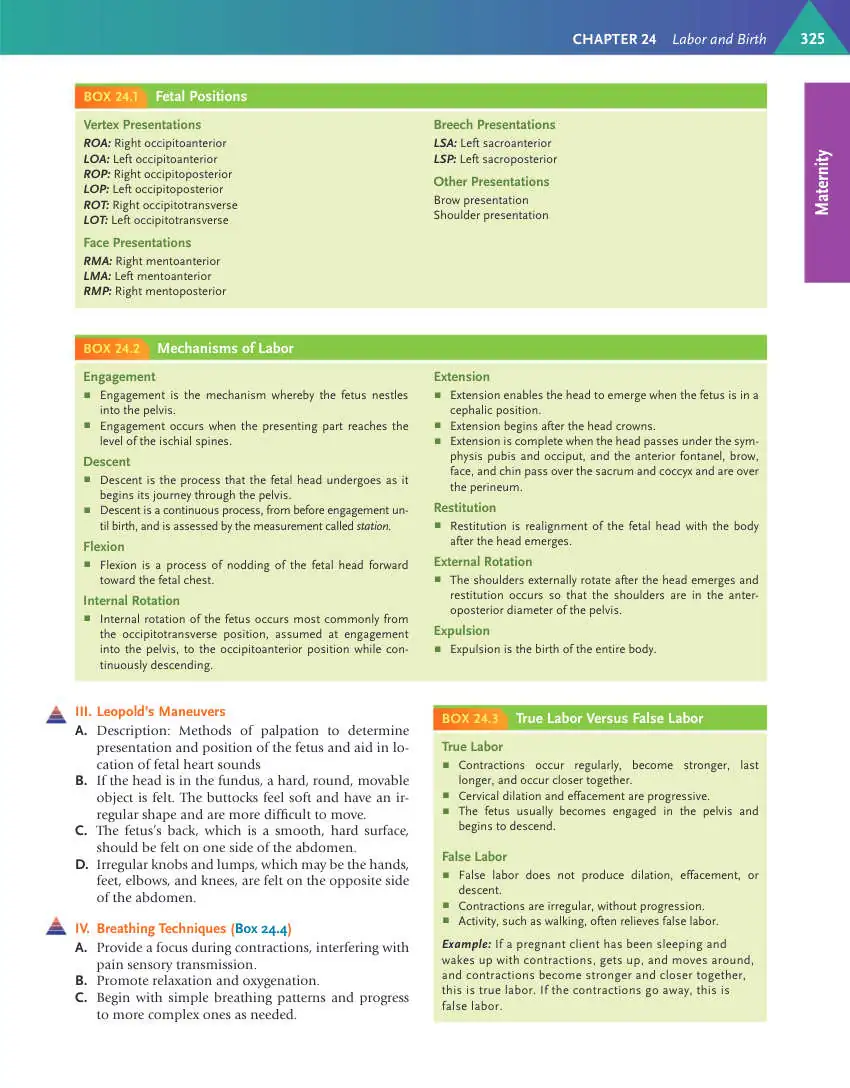 CHAPTER 24 Labor and Birth 325
Maternity
BOX 24.1 Fetal Positions
Vertex Presentations
ROA: Right occipitoanterior
LOA: Left occipitoanterior
ROP: Right occipitoposterior
LOP: Left occipitoposterior
ROT: Right occipitotransverse
LOT: Left occipitotransverse
Face Presentations
RMA: Right mentoanterior
LMA: Left mentoanterior
RMP: Right mentoposterior
Breech Presentations
LSA: Left sacroanterior
LSP: Left sacroposterior
Other Presentations
Brow presentation
Shoulder presentation
BOX 24.2 Mechanisms of Labor
Engagement
■ Engagement is the mechanism whereby the fetus nestles
into the pelvis.
■ Engagement occurs when the presenting part reaches the
level of the ischial spines.
Descent
■ Descent is the process that the fetal head undergoes as it
begins its journey through the pelvis.
■ Descent is a continuous process, from before engagement un-
til birth, and is assessed by the measurement called station.
Flexion
■ Flexion is a process of nodding of the fetal head forward
toward the fetal chest.
Internal Rotation
■ Internal rotation of the fetus occurs most commonly from
the occipitotransverse position, assumed at engagement
into the pelvis, to the occipitoanterior position while con-
tinuously descending.
Extension
■ Extension enables the head to emerge when the fetus is in a
cephalic position.
■ Extension begins after the head crowns.
■ Extension is complete when the head passes under the sym-
physis pubis and occiput, and the anterior fontanel, brow,
face, and chin pass over the sacrum and coccyx and are over
the perineum.
Restitution
■ Restitution is realignment of the fetal head with the body
after the head emerges.
External Rotation
■ The shoulders externally rotate after the head emerges and
restitution occurs so that the shoulders are in the anter-
oposterior diameter of the pelvis.
Expulsion
■ Expulsion is the birth of the entire body.
III. Leopold's Maneuvers
A. Description: Methods of palpation to determine
presentation and position of the fetus and aid in lo-
cation of fetal heart sounds
B. If the head is in the fundus, a hard, round, movable
object is felt. The buttocks feel soft and have an ir-
regular shape and are more difficult to move.
C. The fetus's back, which is a smooth, hard surface,
should be felt on one side of the abdomen.
D. Irregular knobs and lumps, which may be the hands,
feet, elbows, and knees, are felt on the opposite side
of the abdomen.
IV. Breathing Techniques (Box 24.4)
A. Provide a focus during contractions, interfering with
pain sensory transmission.
B. Promote relaxation and oxygenation.
C. Begin with simple breathing patterns and progress
to more complex ones as needed.
BOX 24.3 True Labor Versus False Labor
True Labor
■ Contractions occur regularly, become stronger, last
longer, and occur closer together.
■ Cervical dilation and effacement are progressive.
■ The fetus usually becomes engaged in the pelvis and
begins to descend.
False Labor
■ False labor does not produce dilation, effacement, or
descent.
■ Contractions are irregular, without progression.
■ Activity, such as walking, often relieves false labor.
Example: If a pregnant client has been sleeping and
wakes up with contractions, gets up, and moves around,
and contractions become stronger and closer together,
this is true labor. If the contractions go away, this is
false labor.